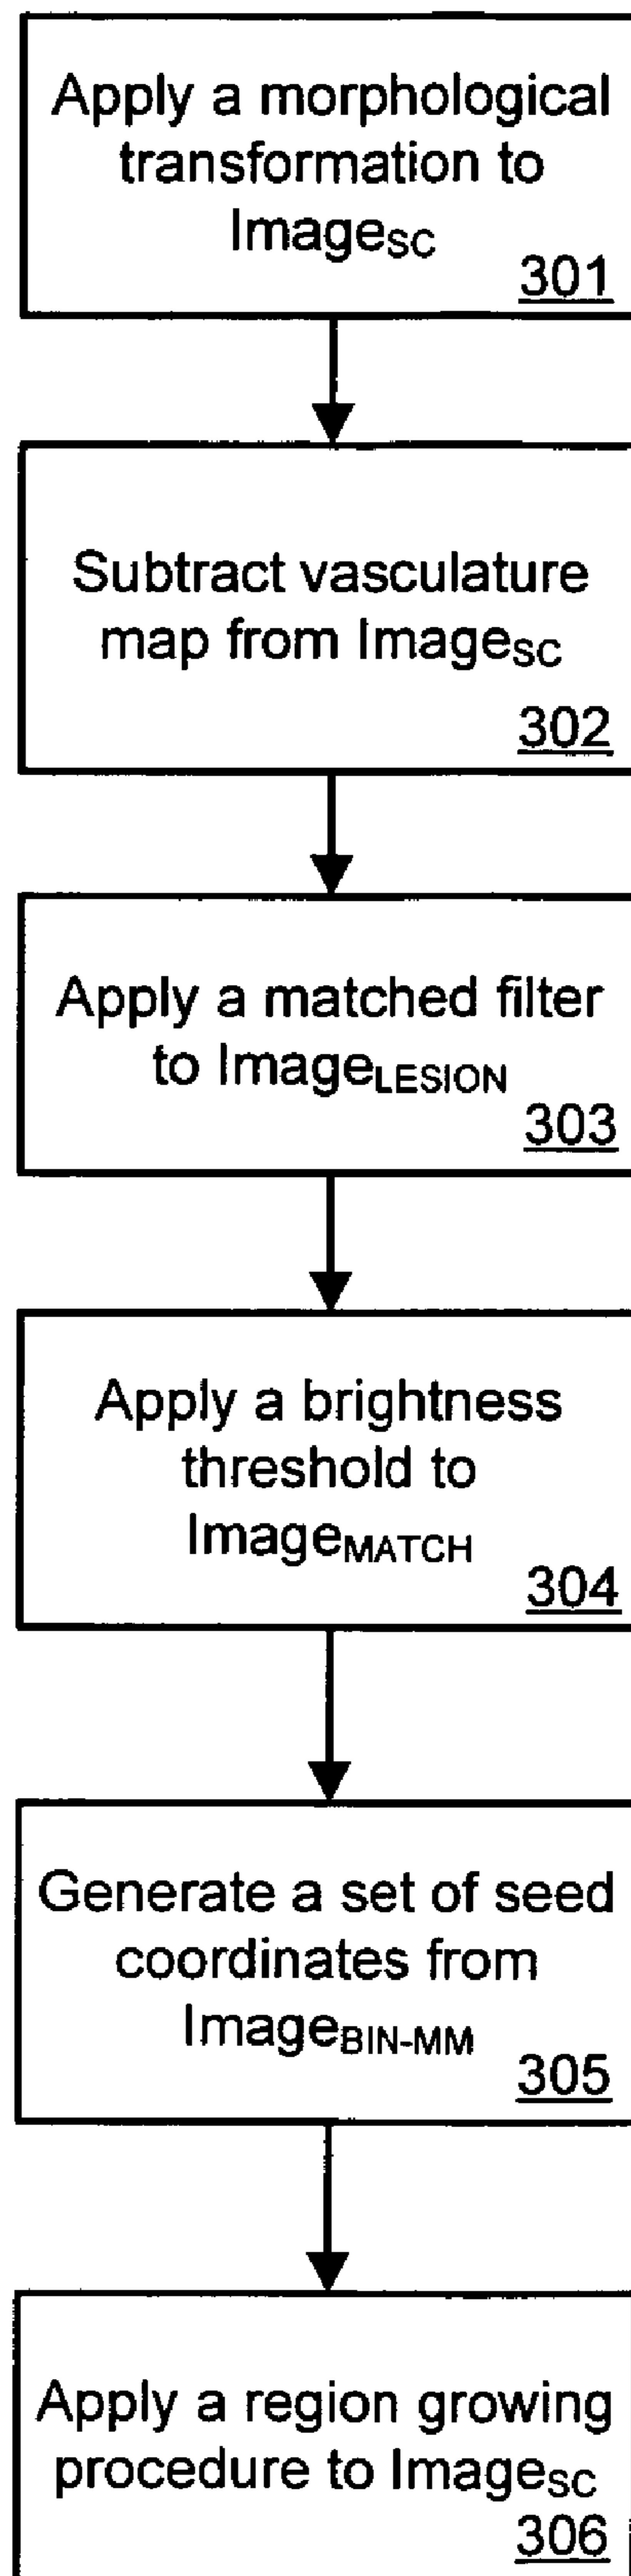 Apply a morphological
transformation to
ImageSC
301
Subtract vasculature
map from ImageSC
302
Apply a matched filter
to ImageLESION
303
Apply a brightness
threshold to
ImageMATCH
304
Generate a set of seed
coordinates from
ImageBIN-MM
305
Apply a region growing
procedure to ImageSC
306